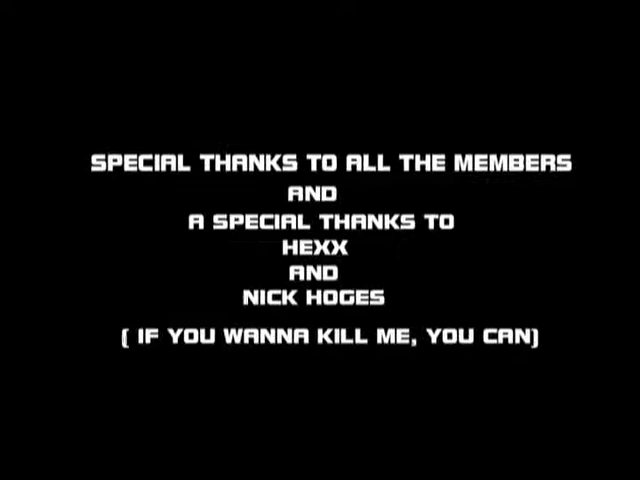 SPECIAL THANKS TO ALL THE MEMBERS
AND
A SPECIAL THANKS TO
HEXX
AND
NICK HOGES
( IF YOU WANNA KILL ME, YOU CAN)